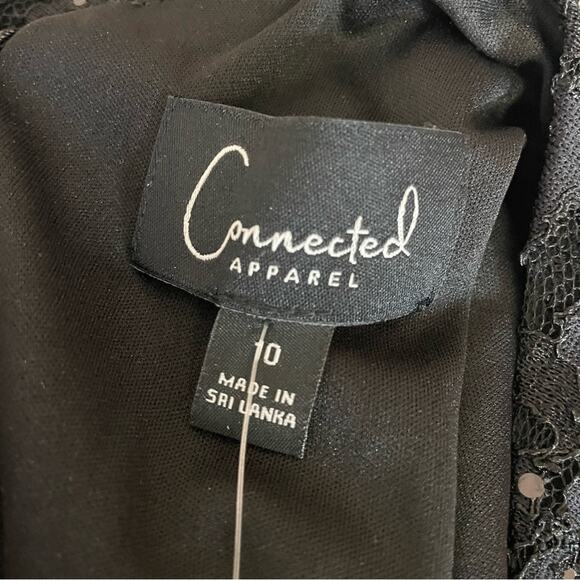 Connected
APPAREL
10
MADE IN
SRI LANKA